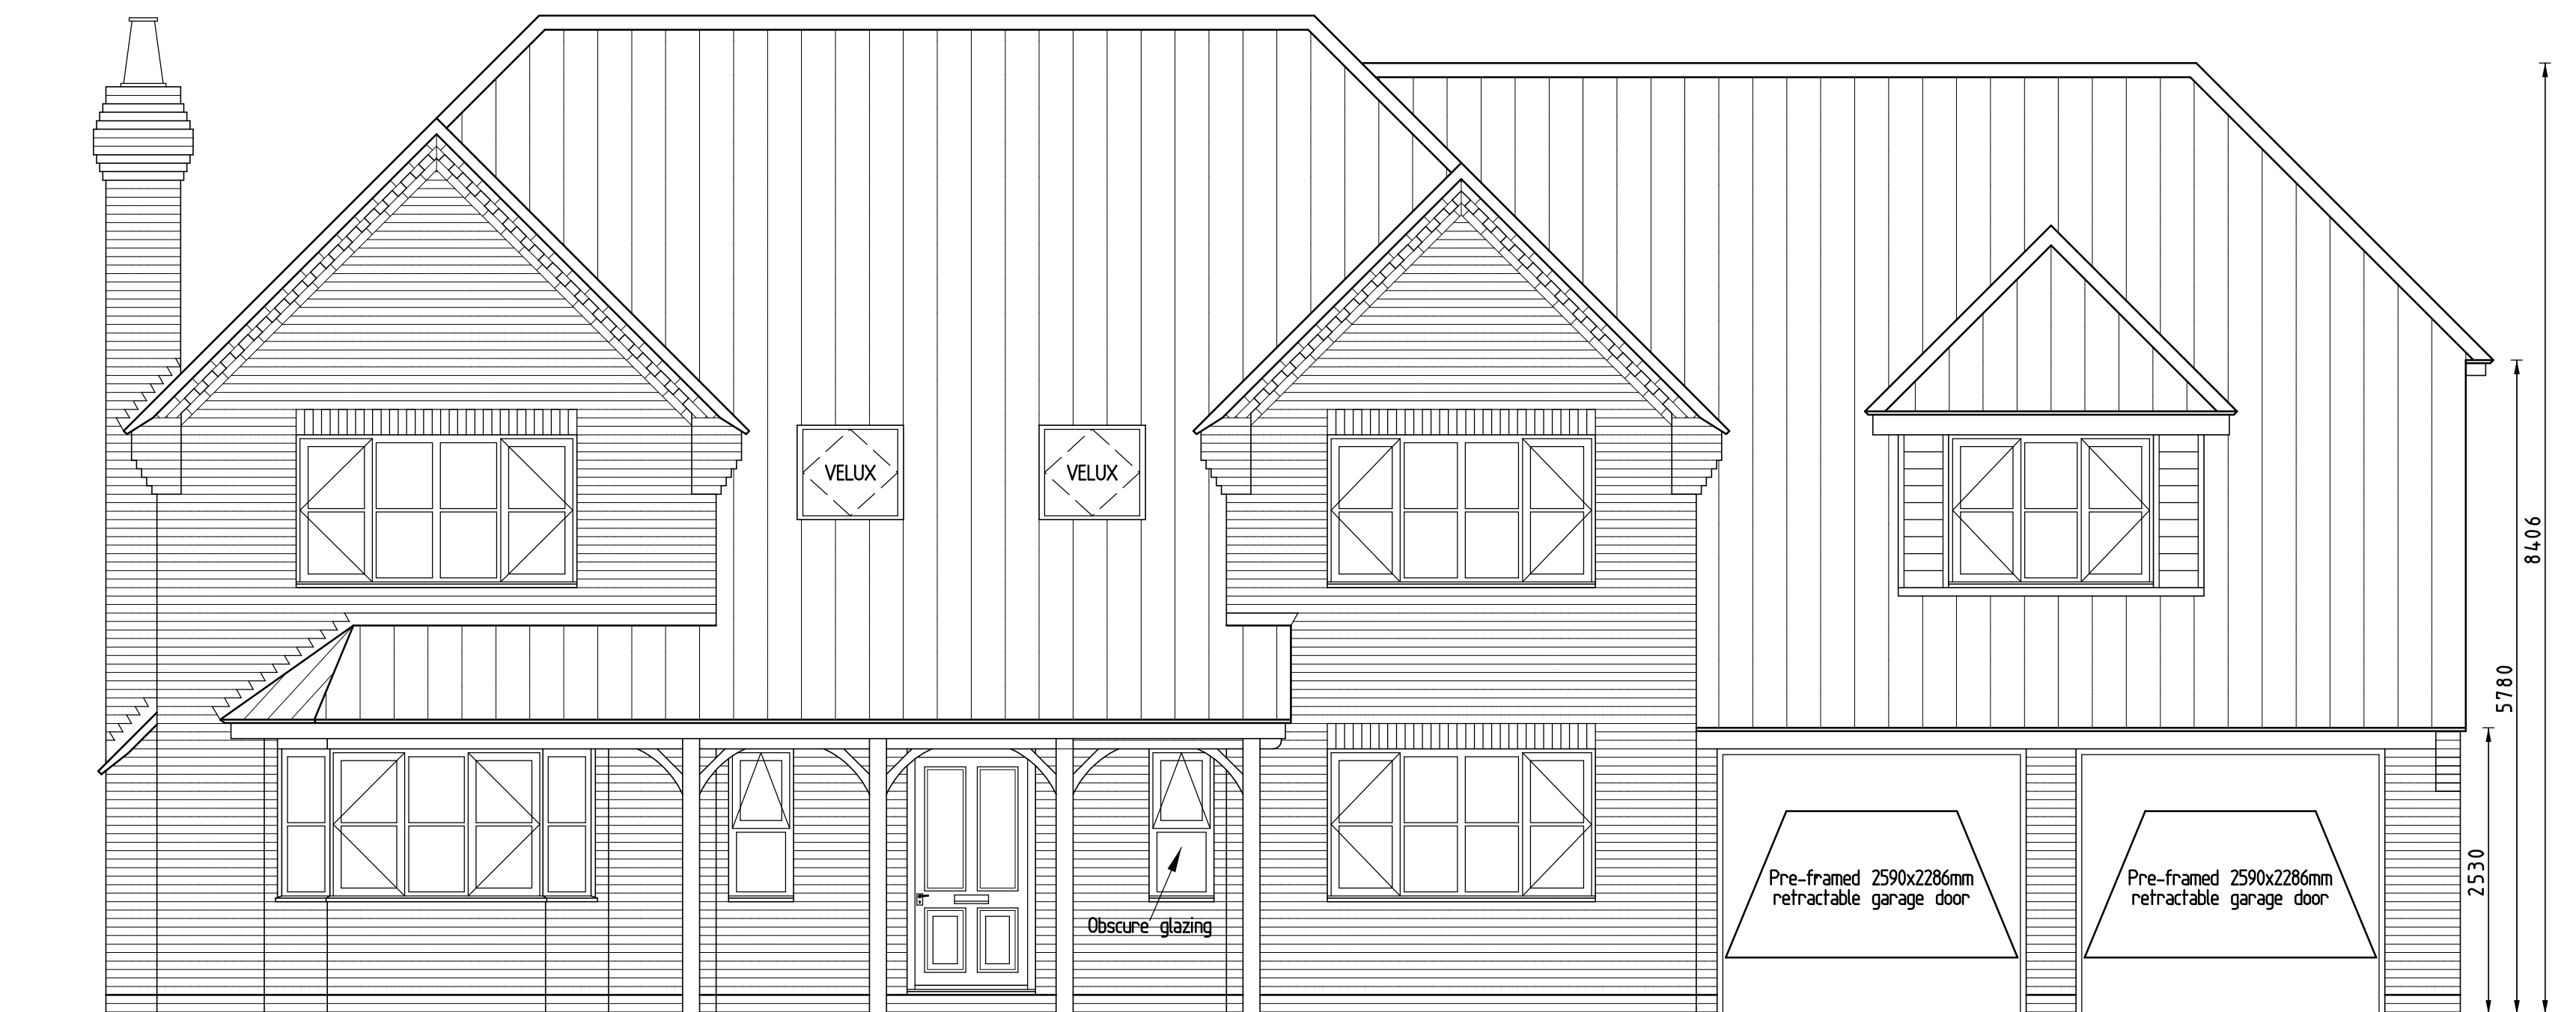 VELUX
VELUX
8406
5780
2530
Pre-framed 2590x2286mm
retractable garage door
Pre-framed 2590x2286mm
retractable garage door
Obscure glazing